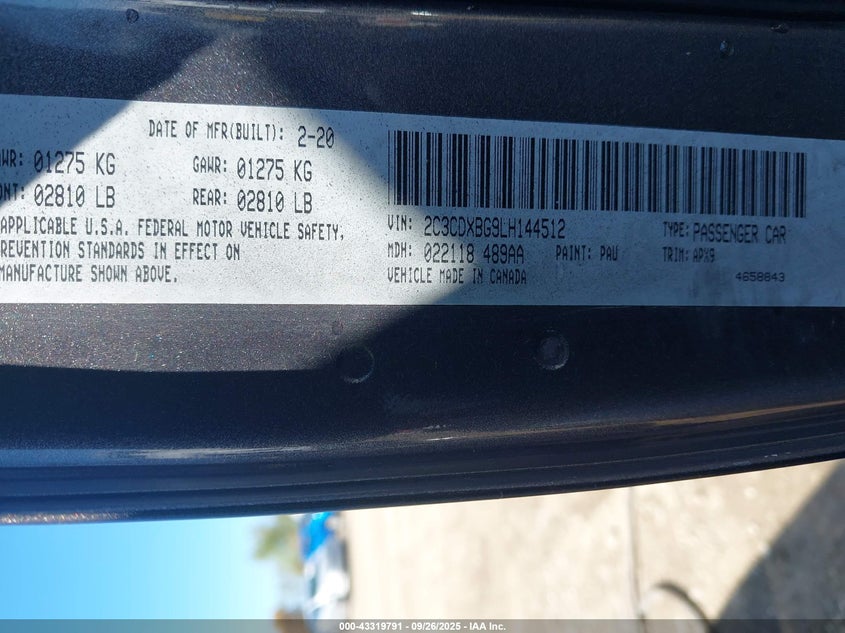 DATE OF MFR(BUILT): 2-20
AWR: 01275 KG GAWR: 01275 KG
ONT: 02810 LB REAR: 02810 LB
APPLICABLE U.S.A. FEDERAL MOTOR VEHICLE SAFETY,
REVENTION STANDARDS IN EFFECT ON
MANUFACTURE SHOWN ABOVE.
VIN: 2C3CDXBG9LH144512 TYPE: PASSENGER CAR
MDH: 022118 489AA PAINT: PAU TRIM: APX9
VEHICLE MADE IN CANADA 4658843
000-43319791 - 09/26/2025 - IAA Inc.